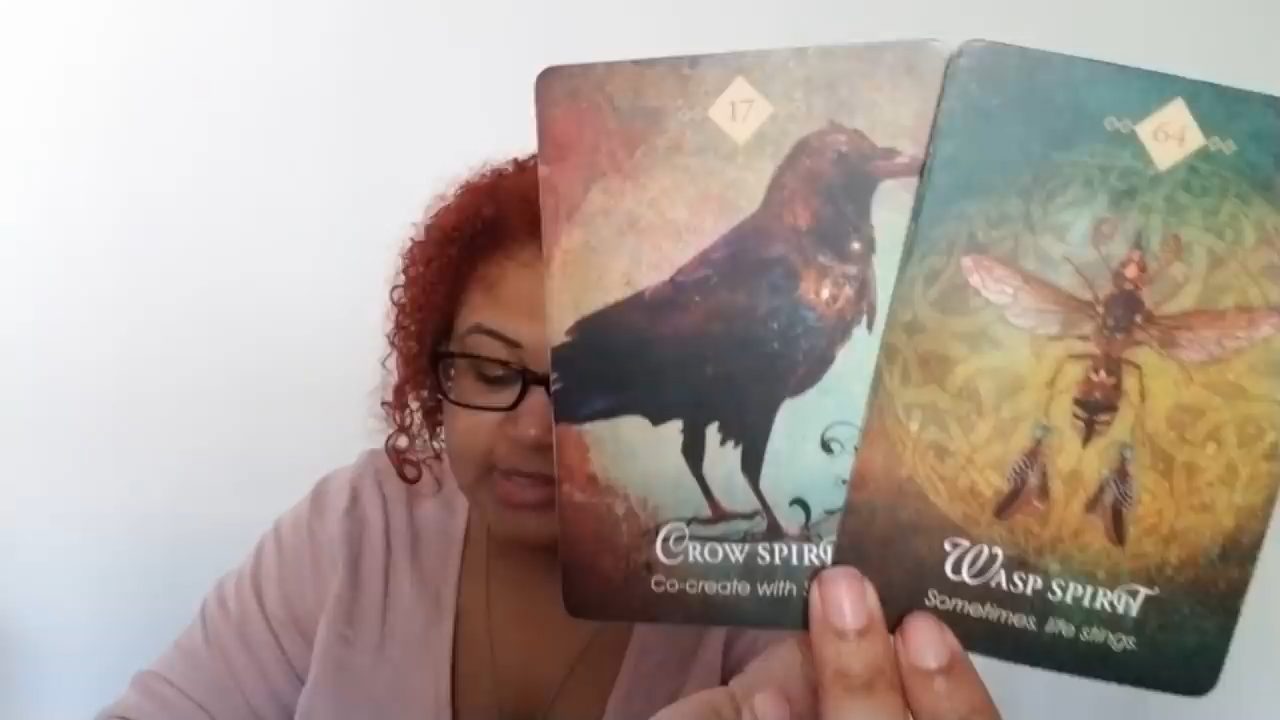 17
CROW SPIRIT
Co-create with
64
WASP SPIRIT
Sometimes, life stings.